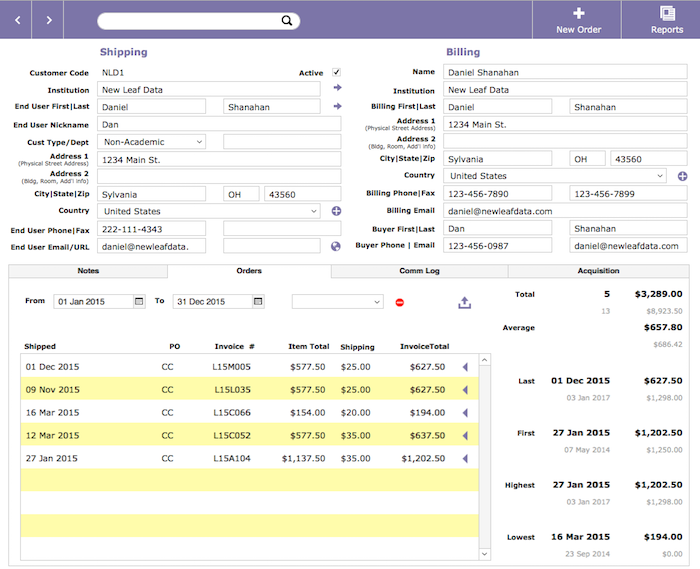 New Order
Reports
Shipping
Customer Code NLD1 Active
Institution New Leaf Data
End User First|Last Daniel Shanahan
End User Nickname Dan
Cust Type/Dept Non-Academic
Address 1 1234 Main St.
(Physical Street Address)
Address 2
(Bldg, Room, Add'l info)
City|State|Zip Sylvania OH 43560
Country United States
End User Phone|Fax 222-111-4343
End User Email/URL daniel@newleafdata.
Billing
Name Daniel Shanahan
Institution New Leaf Data
Billing First|Last Daniel Shanahan
Address 1 1234 Main St.
(Physical Street Address)
Address 2
(Bldg, Room, Add'l info)
City|State|Zip Sylvania OH 43560
Country United States
Billing Phone|Fax 123-456-7890 123-456-7899
Billing Email daniel@newleafdata.com
Buyer First|Last Dan Shanahan
Buyer Phone | Email 123-456-0987 daniel@newleafdata.com
Notes Orders Comm Log Acquisition
From 01 Jan 2015 To 31 Dec 2015
Shipped PO Invoice # Item Total Shipping InvoiceTotal
01 Dec 2015 CC L15M005 $577.50 $25.00 $627.50
09 Nov 2015 CC L15L035 $577.50 $25.00 $627.50
16 Mar 2015 CC L15C066 $154.00 $20.00 $194.00
12 Mar 2015 CC L15C052 $577.50 $35.00 $637.50
27 Jan 2015 CC L15A104 $1,137.50 $35.00 $1,202.50
Total 5 $3,289.00
13 $8,923.50
Average $657.80
$686.42
Last 01 Dec 2015 $627.50
03 Jan 2017 $1,298.00
First 27 Jan 2015 $1,202.50
07 May 2014 $1,250.00
Highest 27 Jan 2015 $1,202.50
03 Jan 2017 $1,298.00
Lowest 16 Mar 2015 $194.00
23 Sep 2014 $0.00